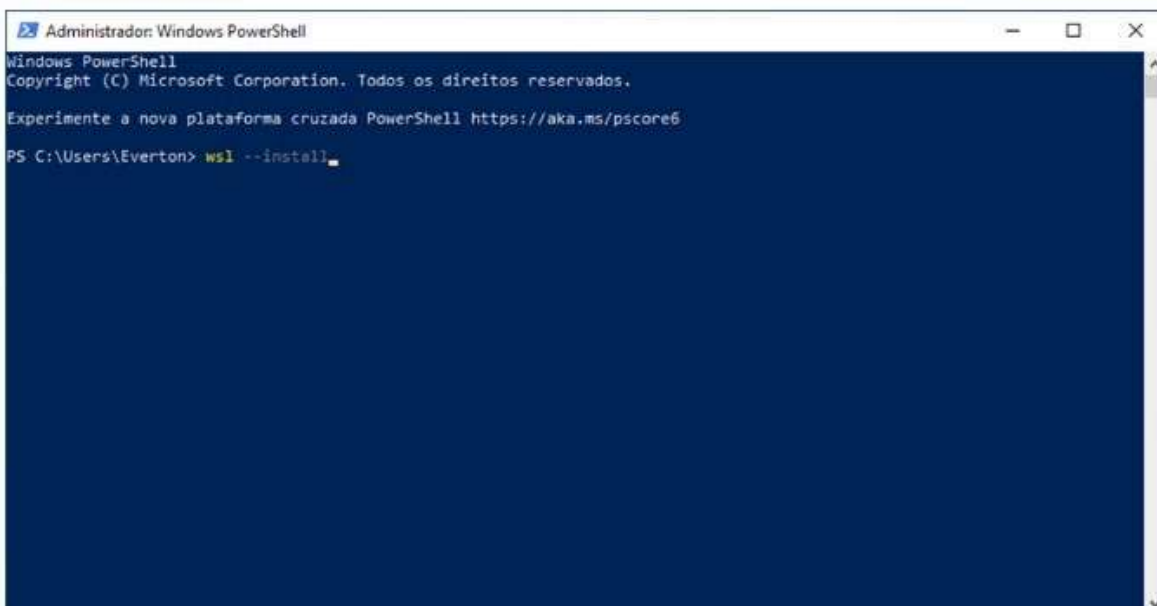 Administrador: Windows PowerShell
Windows PowerShell
Copyright (C) Microsoft Corporation. Todos os direitos reservados.
Experimente a nova plataforma cruzada PowerShell https://aka.ms/pscore6
PS C:\Users\Everton> wsl --install